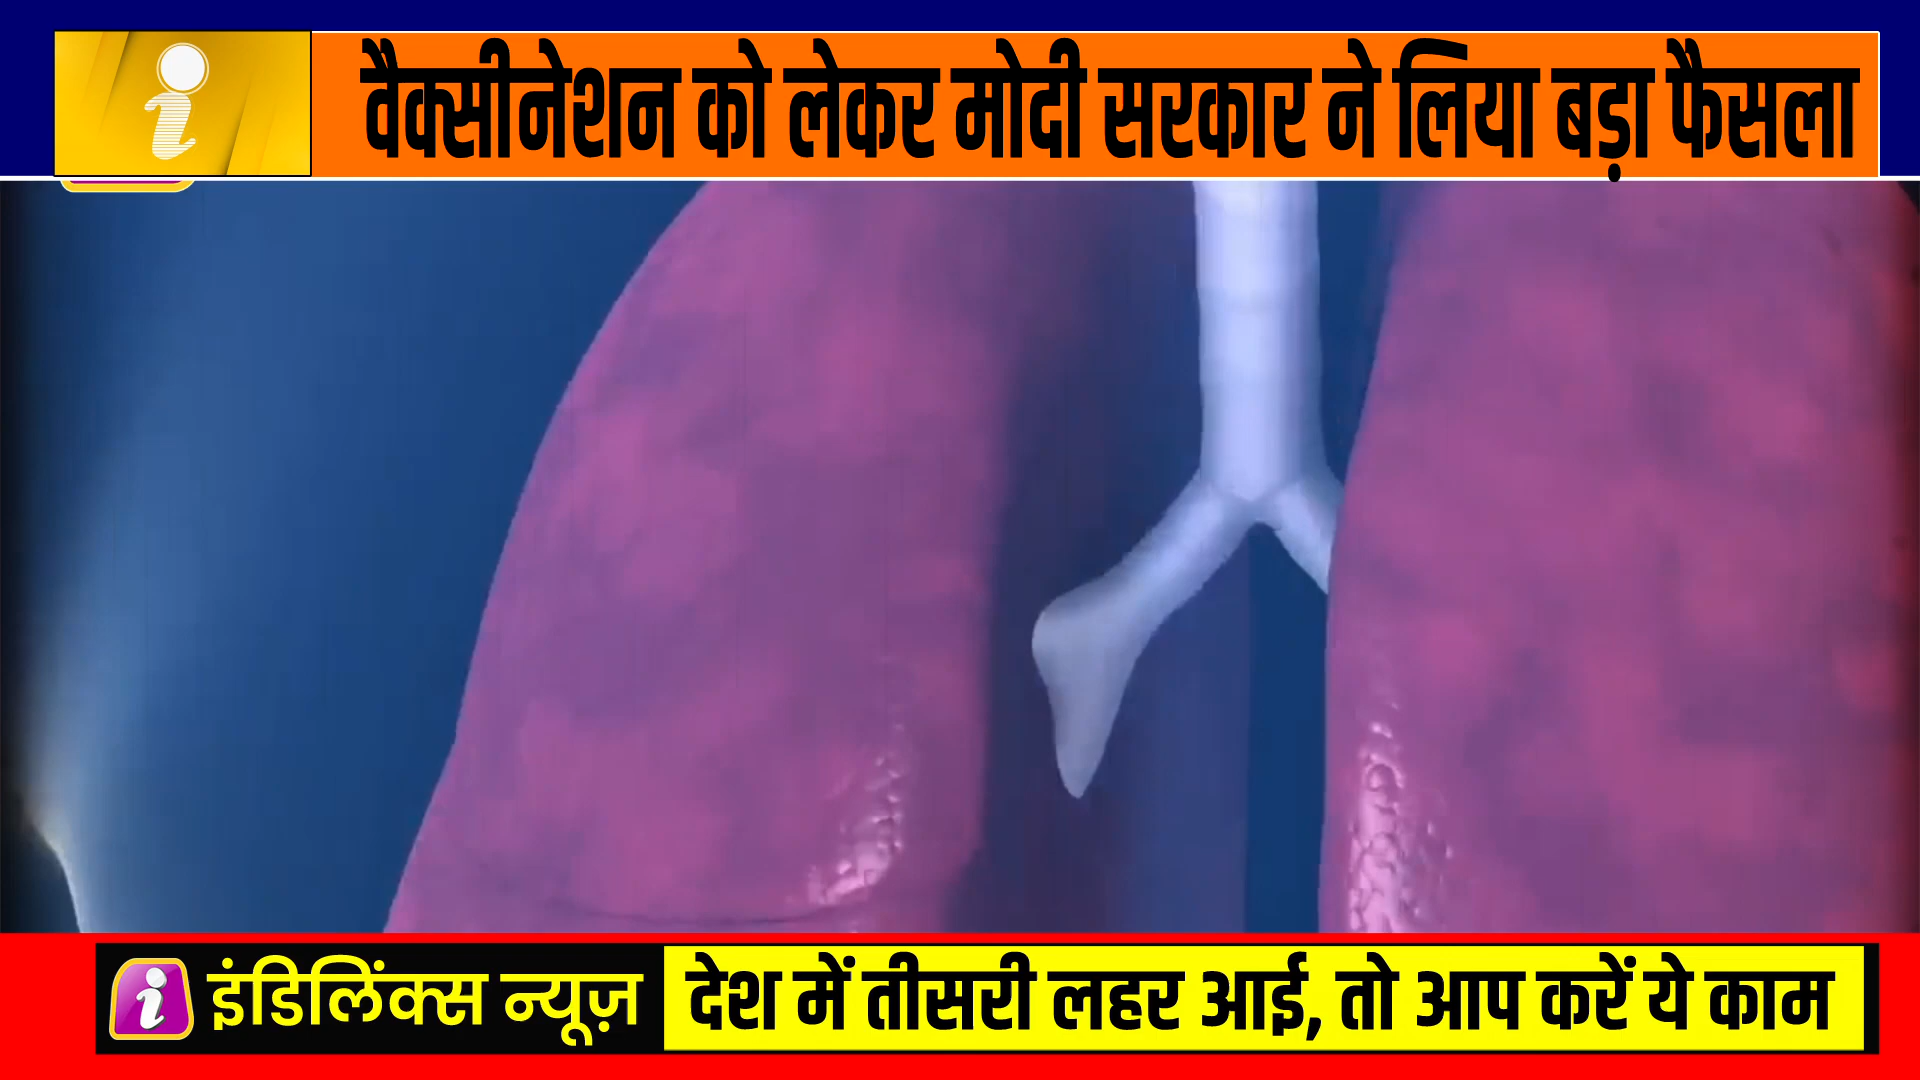 वैक्सीनेशन को लेकर मोदी सरकार ने लिया बड़ा फैसला
इंडिलिंक्स न्यूज़
देश में तीसरी लहर आई, तो आप करें ये काम